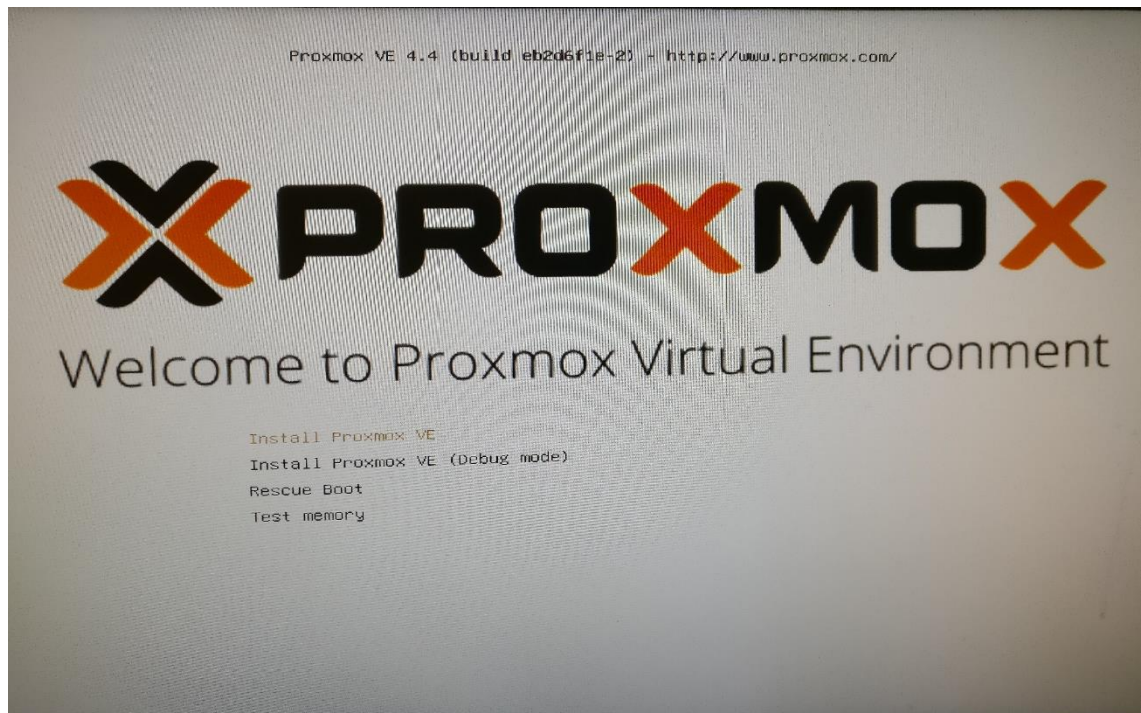 Proxmox VE 4.4 (build eb2d6f1e-2) - http://www.proxmox.com/
PROXMOX
Welcome to Proxmox Virtual Environment
Install Proxmox VE
Install Proxmox VE (Debug mode)
Rescue Boot
Test memory